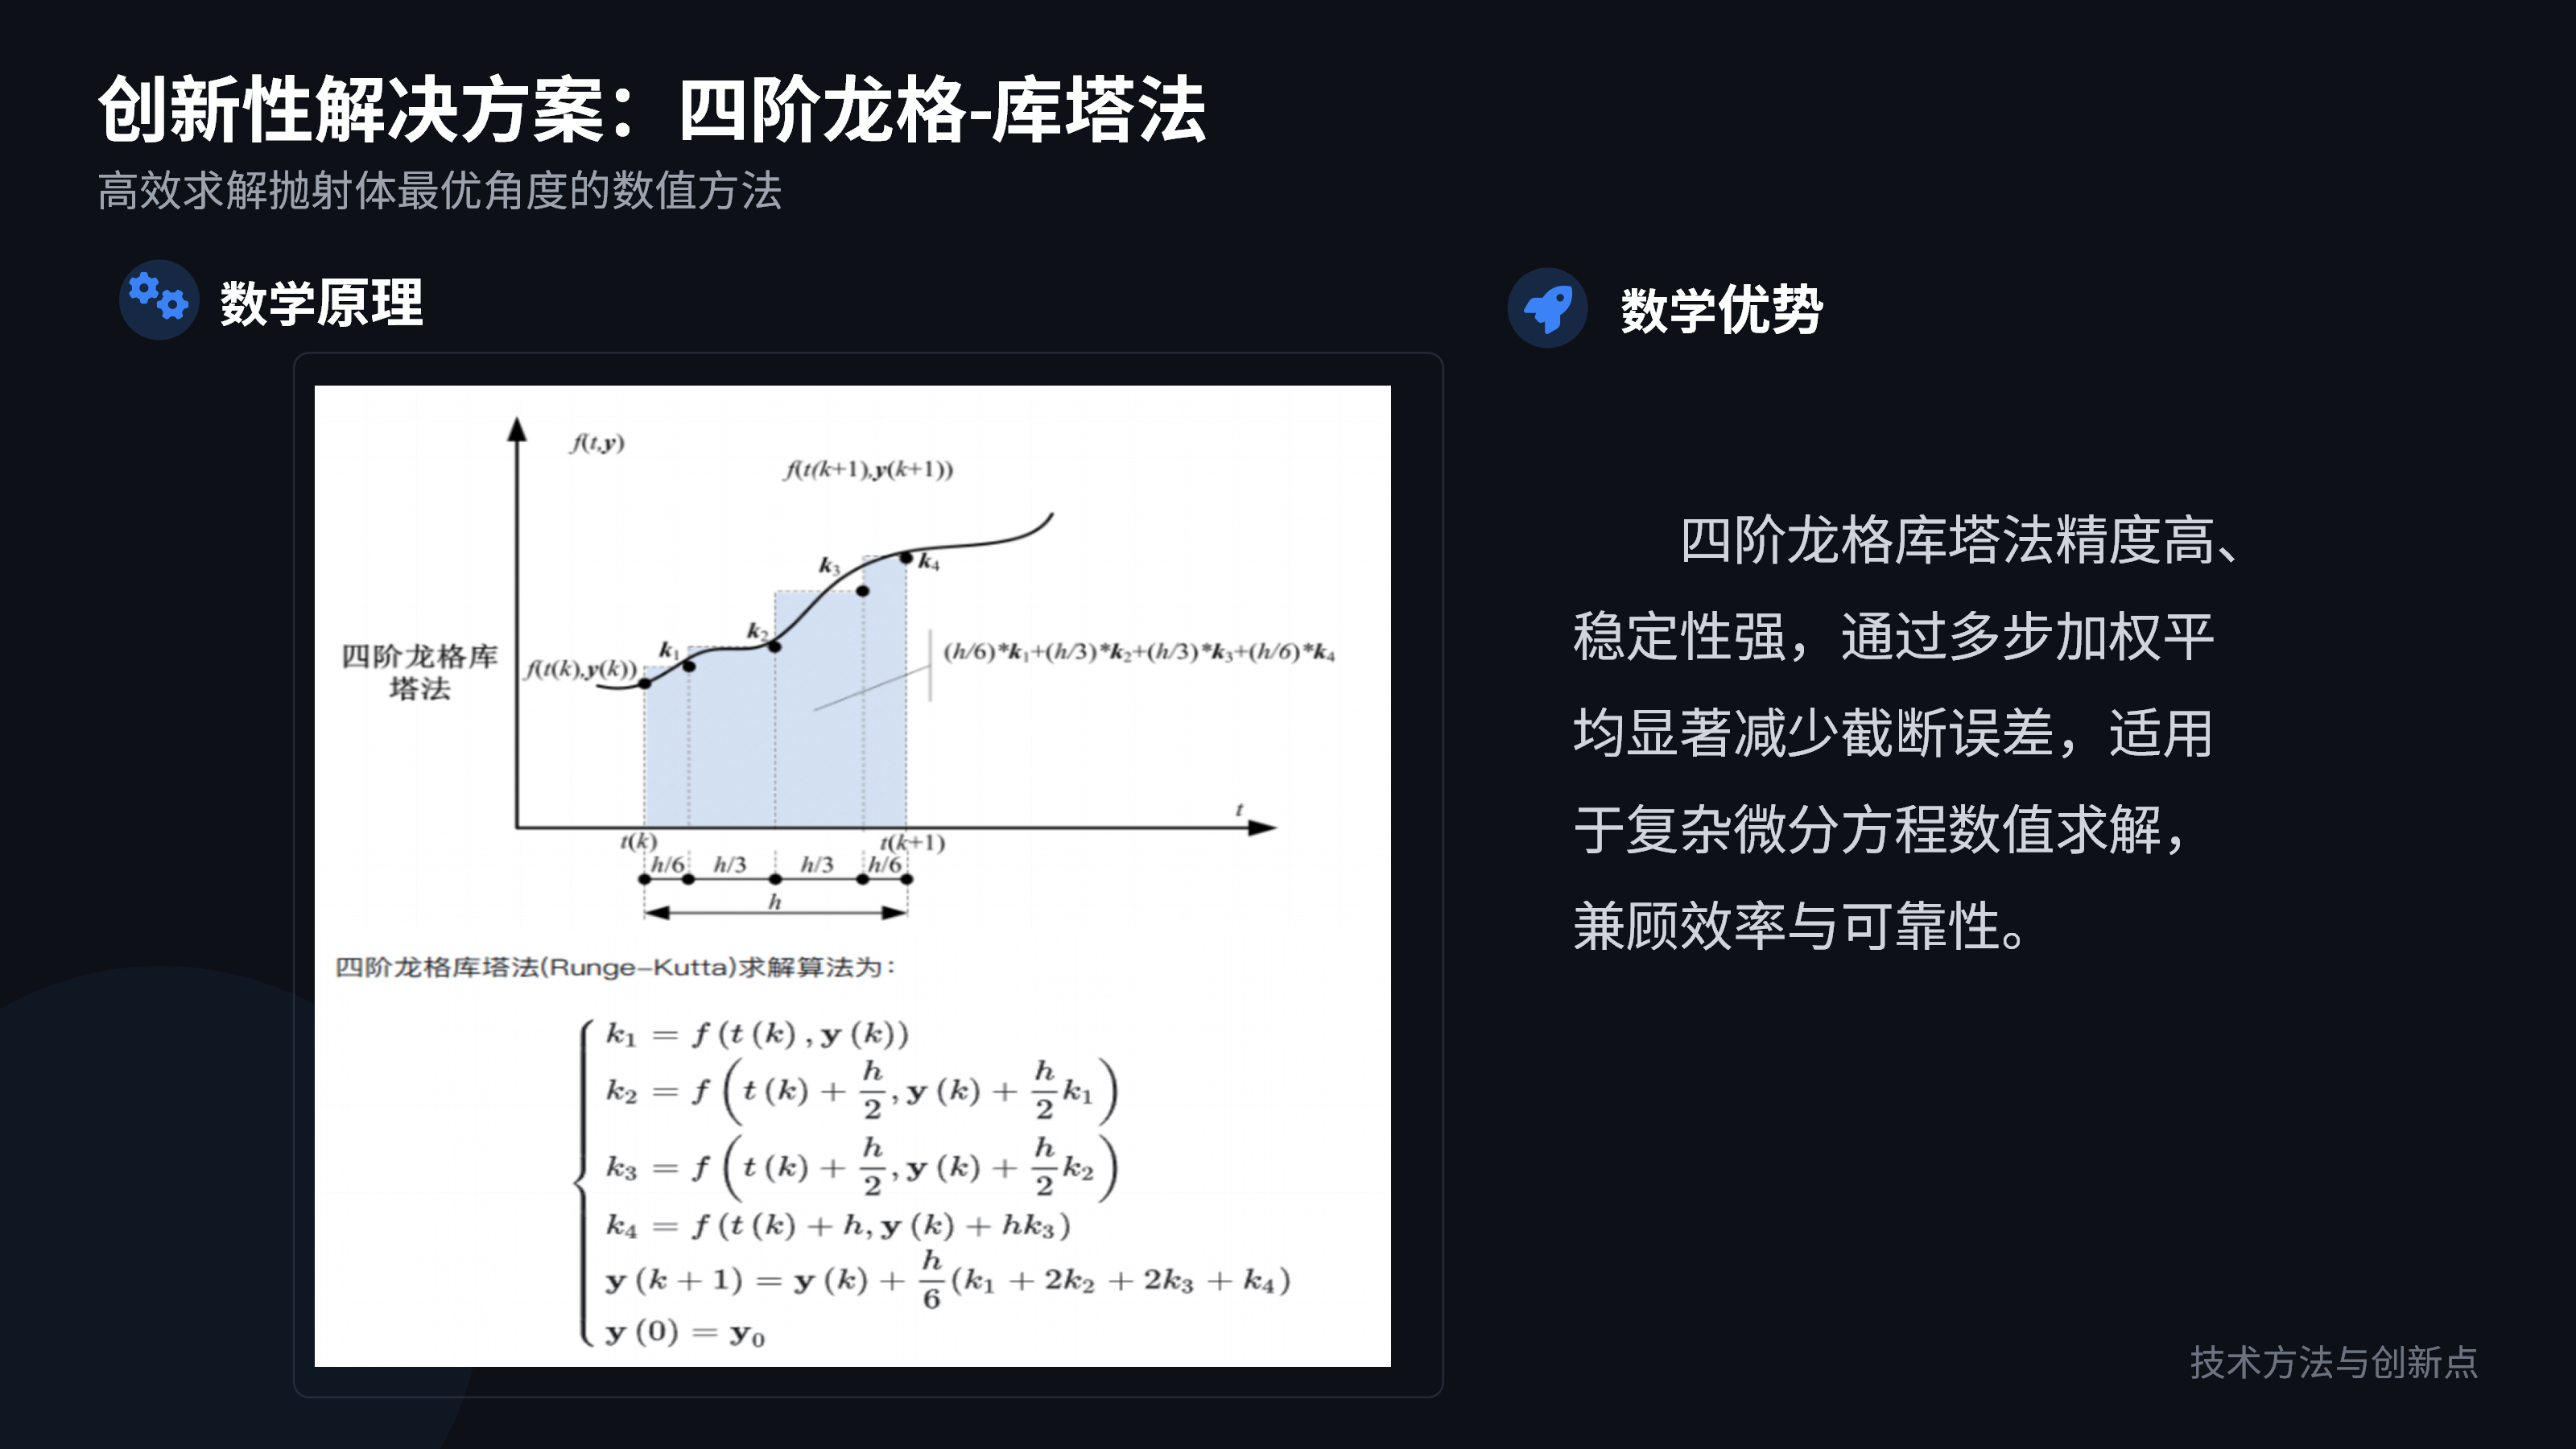 创新性解决方案：四阶龙格-库塔法
高效求解抛射体最优角度的数值方法
数学原理
f(t,y)
f(t(k+1),y(k+1))
k₃
k₄
k₂
k₁
(h/6)*k₁+(h/3)*k₂+(h/3)*k₃+(h/6)*k₄
四阶龙格库
塔法
f(t(k),y(k))
t
t(k)
t(k+1)
h/6
h/3
h/3
h/6
h
四阶龙格库塔法(Runge-Kutta)求解算法为：
k₁ = f (t (k) , y (k))
k₂ = f (t (k) + h/2, y (k) + h/2 k₁)
k₃ = f (t (k) + h/2, y (k) + h/2 k₂)
k₄ = f (t (k) + h, y (k) + hk₃)
y (k + 1) = y (k) + h/6 (k₁ + 2k₂ + 2k₃ + k₄)
y (0) = y₀
数学优势
四阶龙格库塔法精度高、
稳定性强，通过多步加权平
均显著减少截断误差，适用
于复杂微分方程数值求解，
兼顾效率与可靠性。
技术方法与创新点